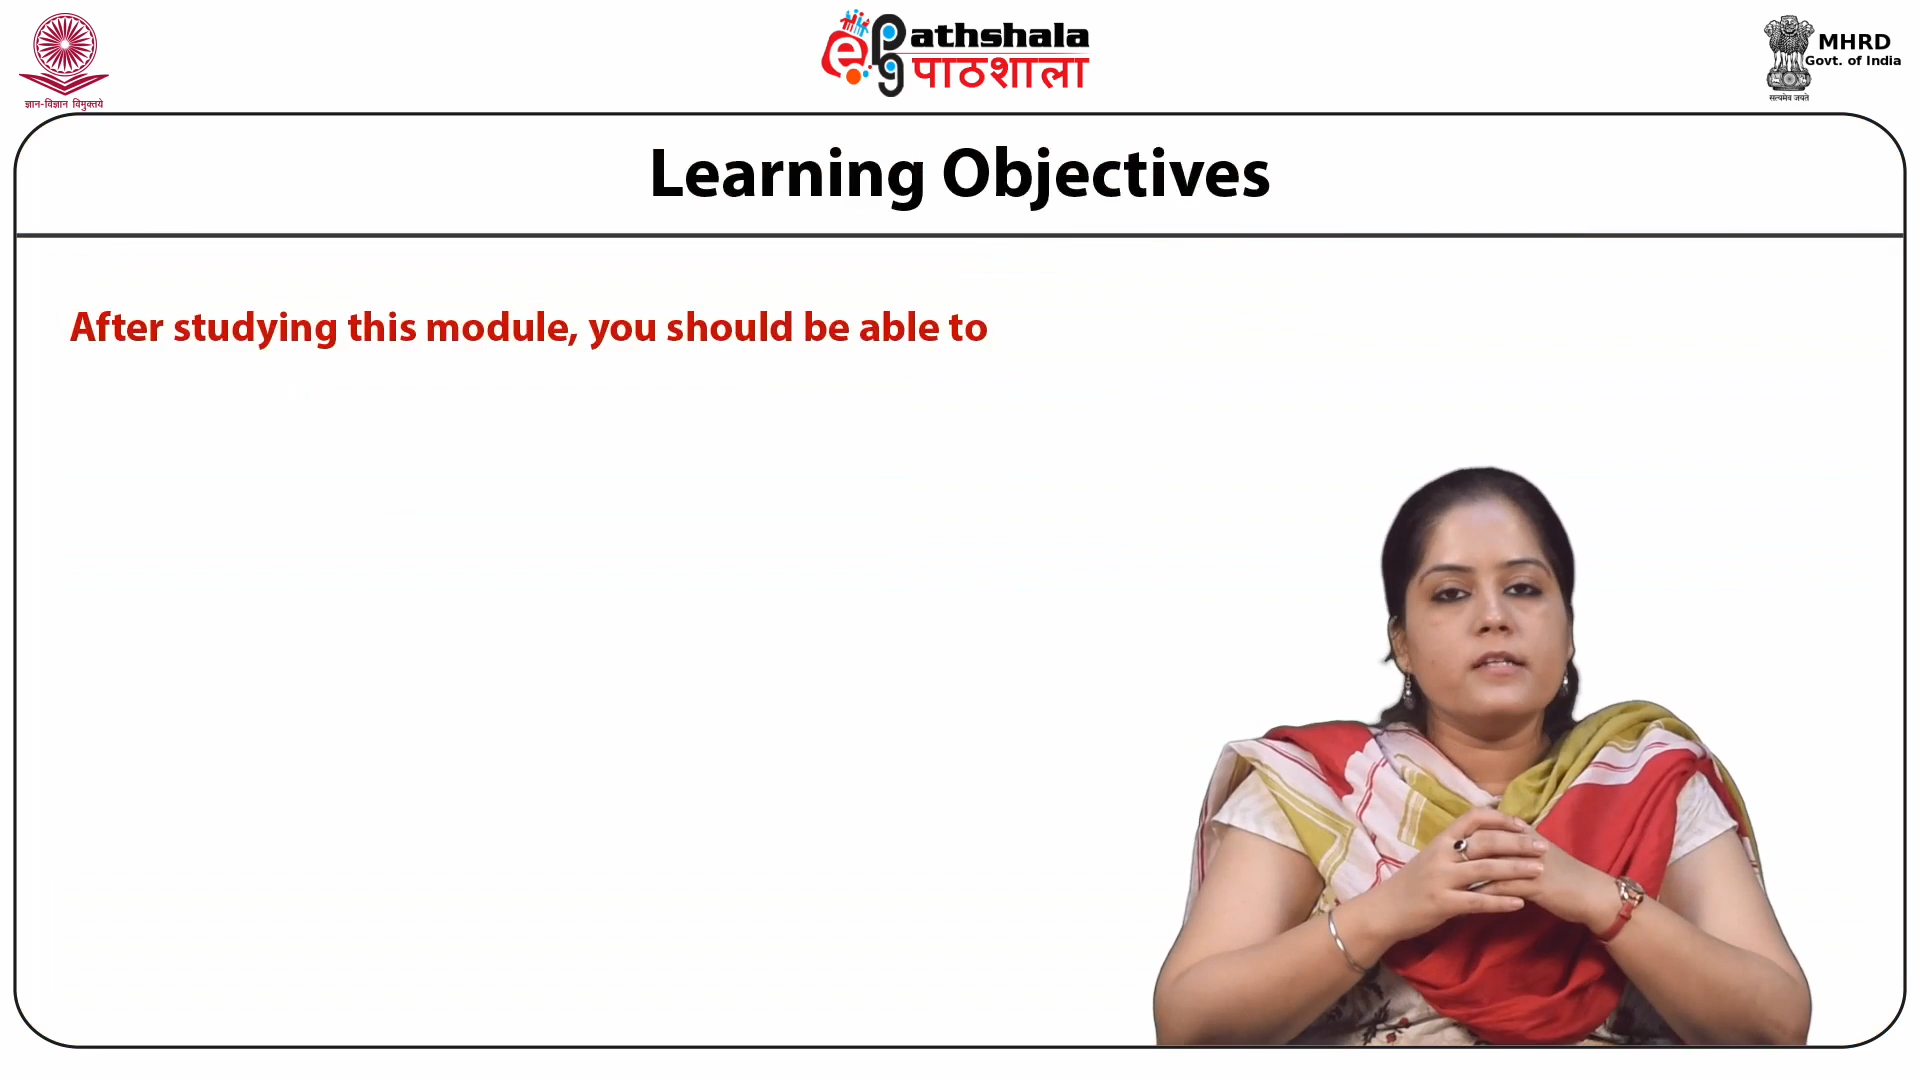 ज्ञान-विज्ञान विमुक्तये
ePathshala
पाठशाला
MHRD
Govt. of India
सत्यमेव जयते
Learning Objectives
After studying this module, you should be able to